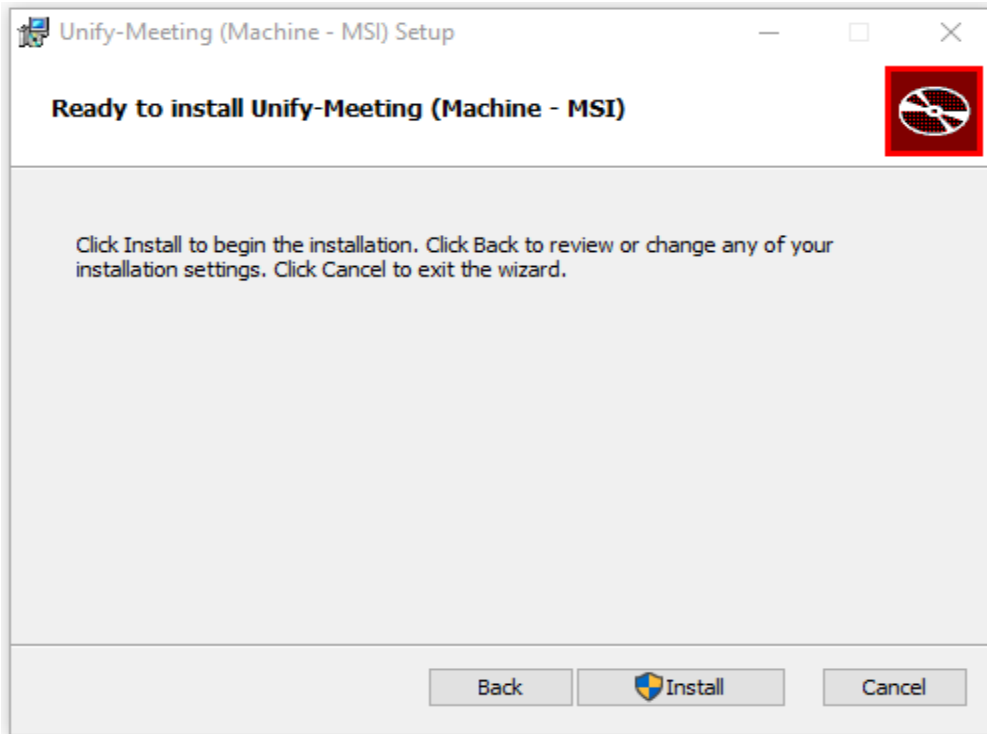 Unify-Meeting (Machine - MSI) Setup
Ready to install Unify-Meeting (Machine - MSI)
Click Install to begin the installation. Click Back to review or change any of your
installation settings. Click Cancel to exit the wizard.
Back Install Cancel